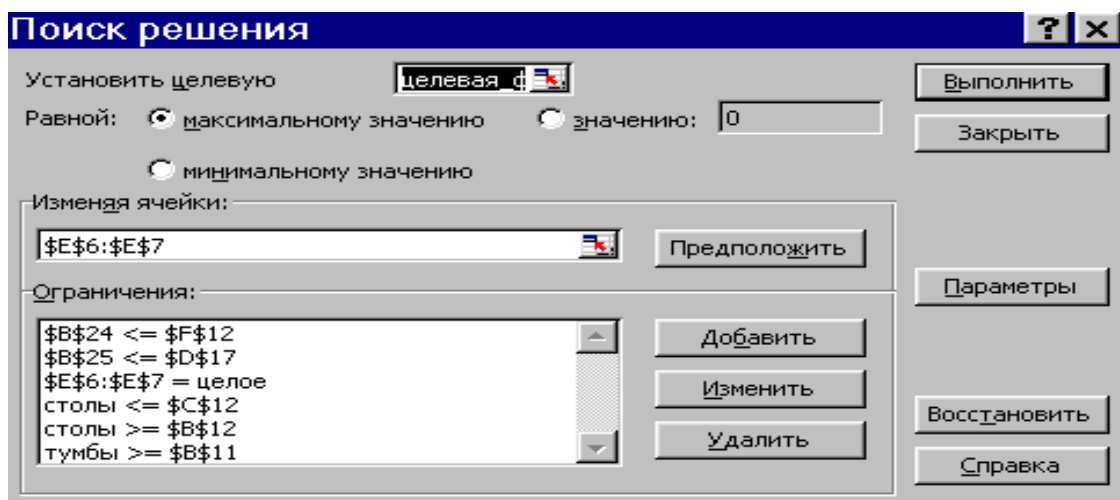 Поиск решения ? ×
Установить целевую целевая_ф Выполнить
Равной: максимальному значению значению: 0 Закрыть
минимальному значению
Изменяя ячейки:
$E$6:$E$7 Предположить
Ограничения: Параметры
$B$24 <= $F$12 Добавить
$B$25 <= $D$17
$E$6:$E$7 = целое Изменить
столы <= $C$12 Восстановить
столы >= $B$12 Удалить
тумбы >= $B$11 Справка